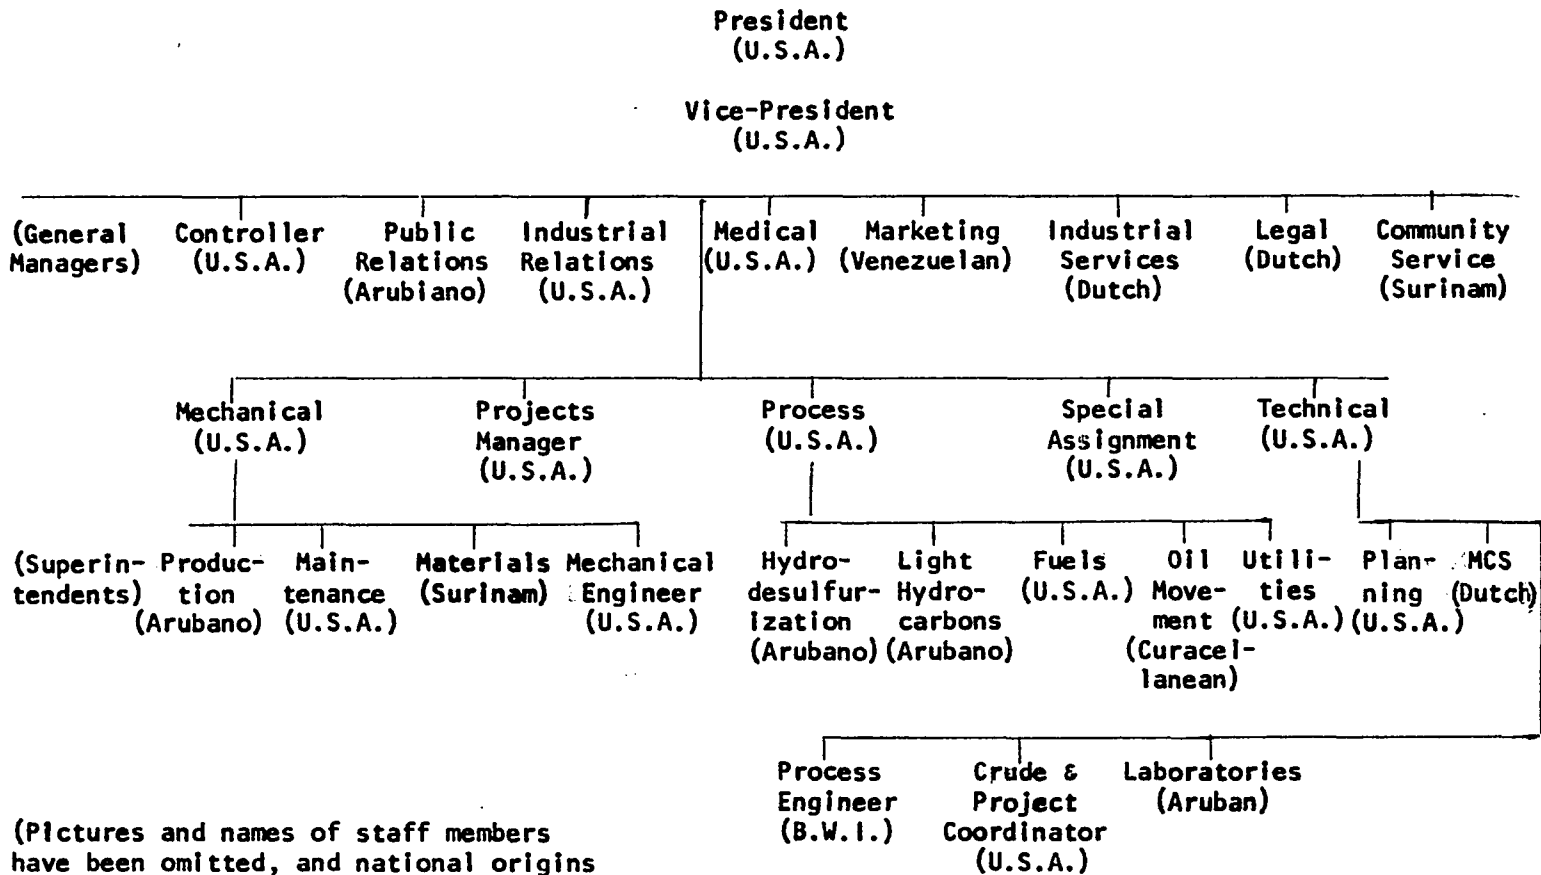 President
(U.S.A.)
Vice-President
(U.S.A.)
(General
Managers)
Controller
(U.S.A.)
Public
Relations
(Arubiano)
Industrial
Relations
(U.S.A.)
Medical
(U.S.A.)
Marketing
(Venezuelan)
Industrial
Services
(Dutch)
Legal
(Dutch)
Community
Service
(Surinam)
Mechanical
(U.S.A.)
Projects
Manager
(U.S.A.)
Process
(U.S.A.)
Special
Assignment
(U.S.A.)
Technical
(U.S.A.)
(Superin-
tendents)
Produc-
tion
(Arubano)
Main-
tenance
(U.S.A.)
Materials
(Surinam)
Mechanical
Engineer
(U.S.A.)
Hydro-
desulfur-
ization
(Arubano)
Light
Hydro-
carbons
(Arubano)
Fuels
(U.S.A.)
Oil
Move-
ment
(Curacel-
lanean)
Utili-
ties
(U.S.A.)
Plan-
ning
(U.S.A.)
MCS
(Dutch)
Process
Engineer
(B.W.I.)
Crude &
Project
Coordinator
(U.S.A.)
Laboratories
(Aruban)
(Pictures and names of staff members
have been omitted, and national origins